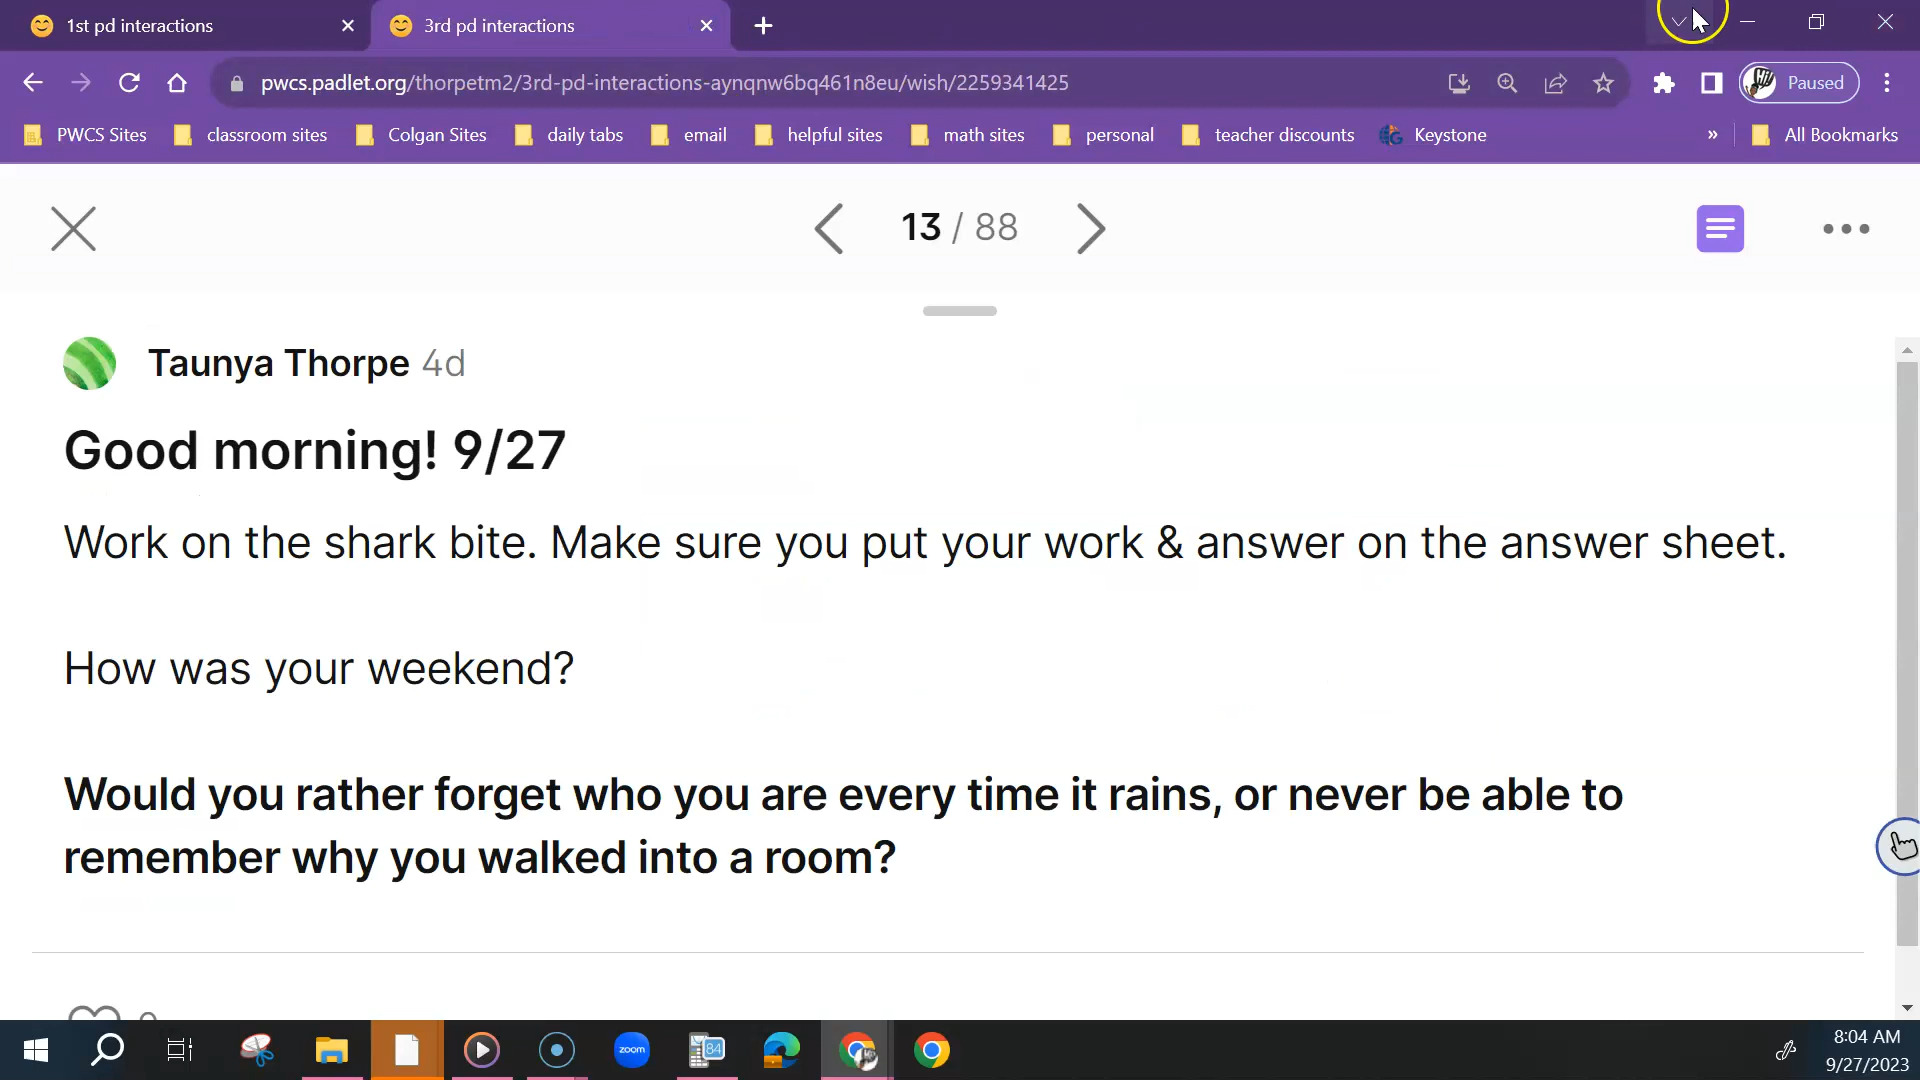 1st pd interactions
3rd pd interactions
pwcs.padlet.org/thorpetm2/3rd-pd-interactions-aynqnw6bq461n8eu/wish/2259341425
Paused
PWCS Sites
classroom sites
Colgan Sites
daily tabs
email
helpful sites
math sites
personal
teacher discounts
Keystone
»
All Bookmarks
13 / 88
Taunya Thorpe 4d
Good morning! 9/27
Work on the shark bite. Make sure you put your work & answer on the answer sheet.
How was your weekend?
Would you rather forget who you are every time it rains, or never be able to
remember why you walked into a room?
zoom
84
8:04 AM
9/27/2023